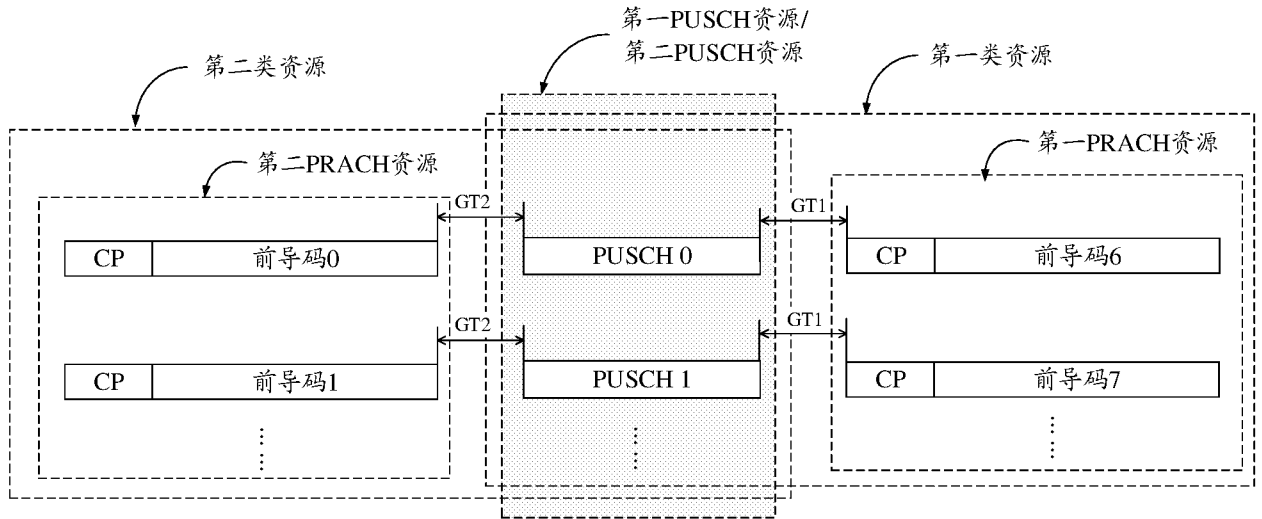 第一PUSCH资源/
第二PUSCH资源
第二类资源
第一类资源
第二PRACH资源
第一PRACH资源
GT2
GT1
CP
前导码0
PUSCH 0
CP
前导码6
GT2
GT1
CP
前导码1
PUSCH 1
CP
前导码7